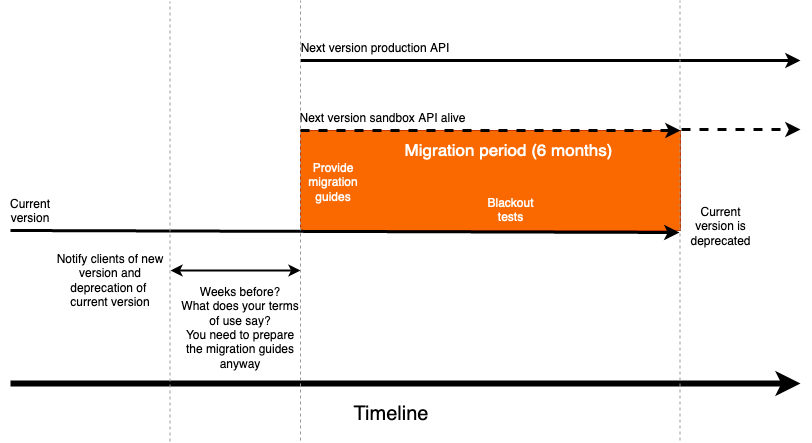 Next version production API
Next version sandbox API alive
Migration period (6 months)
Provide
migration
guides
Blackout
tests
Current
version
Current
version is
deprecated
Notify clients of new
version and
deprecation of
current version
Weeks before?
What does your terms
of use say?
You need to prepare
the migration guides
anyway
Timeline